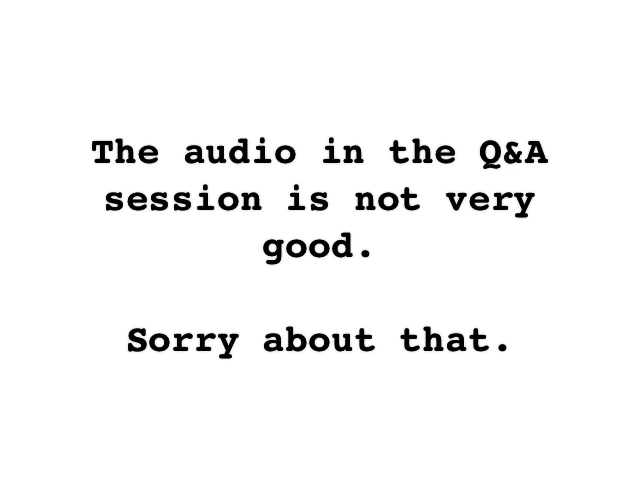 The audio in the Q&A
session is not very
good.
Sorry about that.